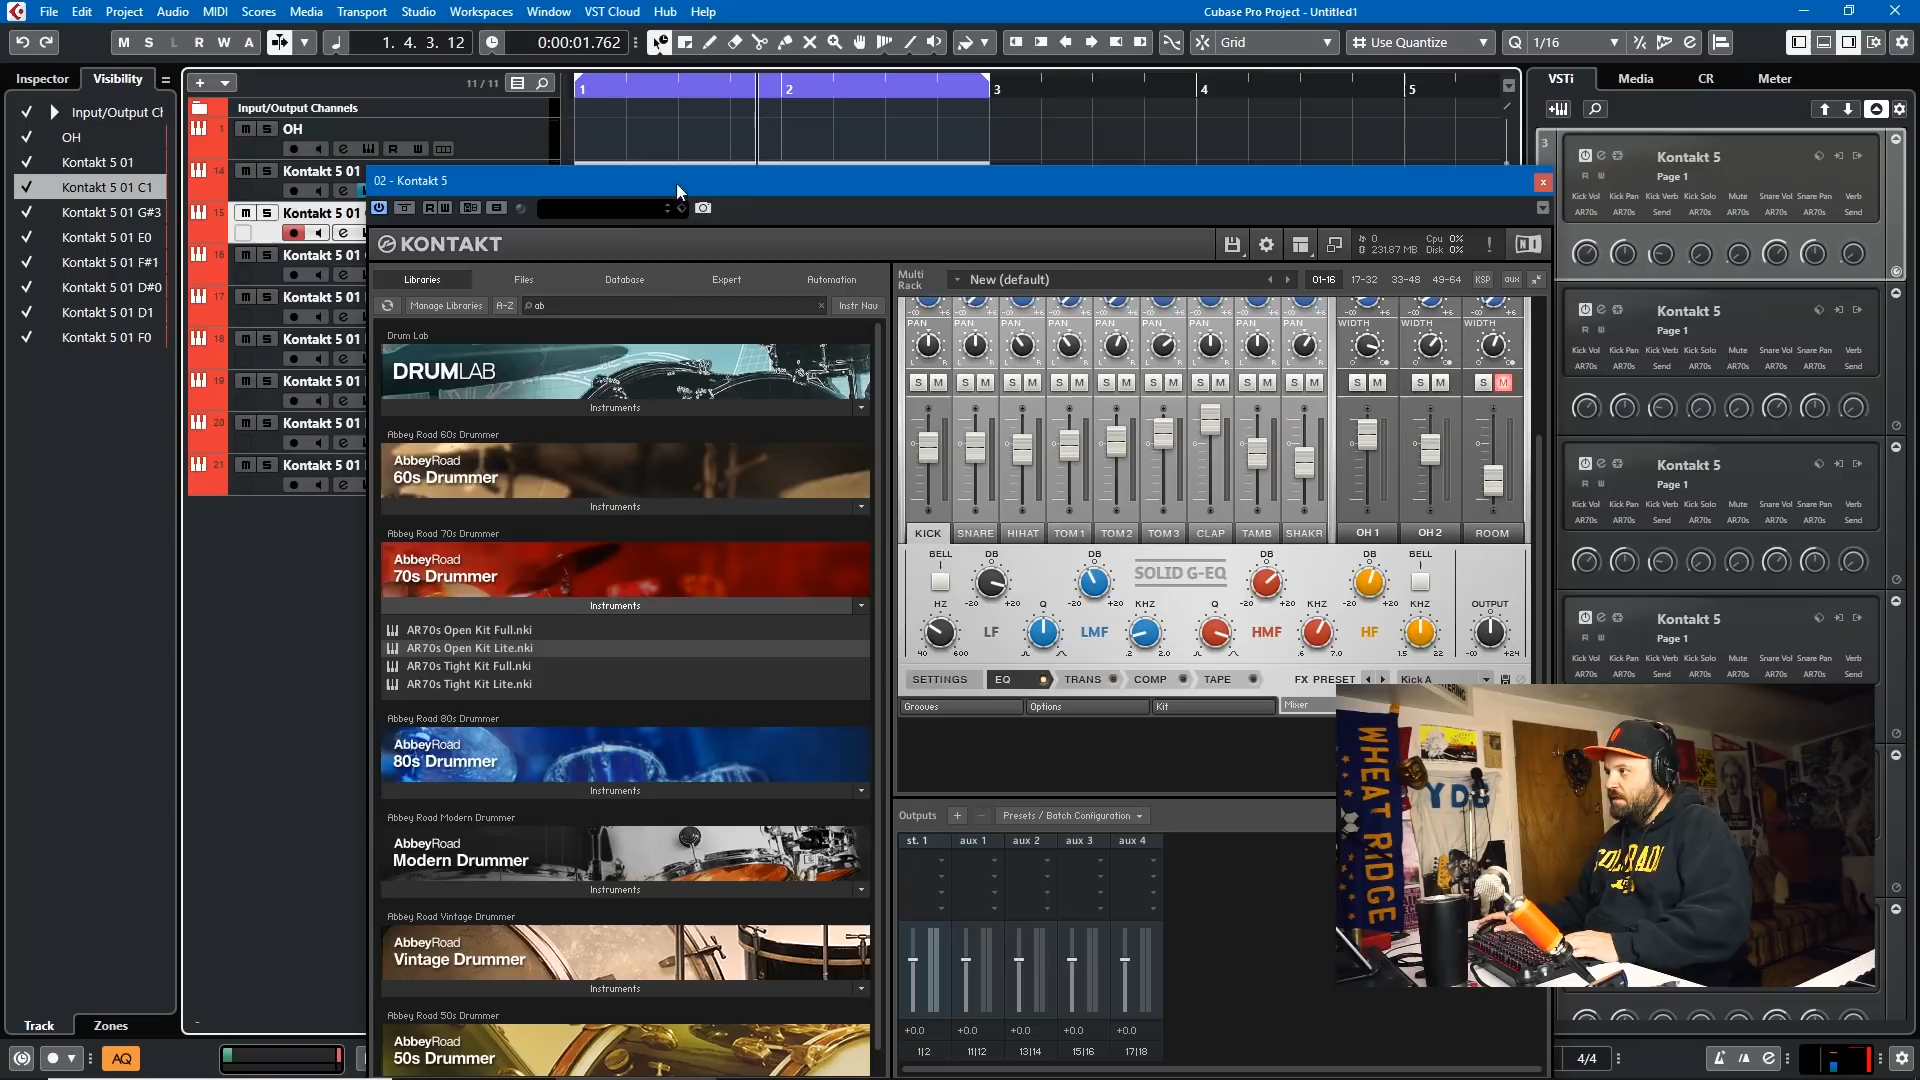 File Edit Project Audio MIDI Scores Media Transport Studio Workspaces Window VST Cloud Hub Help
Cubase Pro Project - Untitled1
M S L R W A
1. 4. 3. 12
0:00:01.762
Grid
Use Quantize
1/16
Inspector Visibility
11 / 11
1 2 3 4 5
VSTi Media CR Meter
Input/Output Ch
OH
Kontakt 5 01
Kontakt 5 01 C1
Kontakt 5 01 G#3
Kontakt 5 01 E0
Kontakt 5 01 F#1
Kontakt 5 01 D#0
Kontakt 5 01 D1
Kontakt 5 01 F0
Input/Output Channels
1 m S OH
14 m S Kontakt 5 01
15 m S Kontakt 5 01
16 m S Kontakt 5 01
17 m S Kontakt 5 01
18 m S Kontakt 5 01
19 m S Kontakt 5 01
20 m S Kontakt 5 01
21 m S Kontakt 5 01
02 - Kontakt 5
KONTAKT
0
231.87 MB
Cpu 0%
Disk 0%
Libraries Files Database Expert Automation
Manage Libraries A-Z ab Instr Nav
Drum Lab
DRUMLAB
Instruments
Abbey Road 60s Drummer
AbbeyRoad
60s Drummer
Instruments
Abbey Road 70s Drummer
AbbeyRoad
70s Drummer
Instruments
AR70s Open Kit Full.nki
AR70s Open Kit Lite.nki
AR70s Tight Kit Full.nki
AR70s Tight Kit Lite.nki
Abbey Road 80s Drummer
AbbeyRoad
80s Drummer
Instruments
Abbey Road Modern Drummer
AbbeyRoad
Modern Drummer
Instruments
Abbey Road Vintage Drummer
AbbeyRoad
Vintage Drummer
Instruments
Abbey Road 50s Drummer
AbbeyRoad
50s Drummer
Multi
Rack
New (default)
01-16 17-32 33-48 49-64 KSP aux
PAN PAN PAN PAN PAN PAN PAN PAN PAN WIDTH WIDTH WIDTH
S M S M S M S M S M S M S M S M S M S M S M S M
KICK SNARE HIHAT TOM 1 TOM 2 TOM 3 CLAP TAMB SHAKR OH 1 OH 2 ROOM
BELL DB DB SOLID G-EQ DB DB BELL
-20 +20 -20 +20 -20 +20 -20 +20
HZ Q KHZ Q KHZ KHZ OUTPUT
LF LMF HMF HF
40 600 .2 2.0 .6 7.0 1.5 22 -∞ +24
SETTINGS EQ TRANS COMP TAPE FX PRESET Kick A
Grooves Options Kit Mixer
Outputs + - Presets / Batch Configuration
st. 1 aux 1 aux 2 aux 3 aux 4
+0.0 +0.0 +0.0 +0.0 +0.0
1|2 11|12 13|14 15|16 17|18
3
Kontakt 5
Page 1
Kick Vol Kick Pan Kick Verb Kick Solo Mute Snare Vol Snare Pan Verb
AR70s AR70s Send AR70s AR70s AR70s AR70s Send
Kontakt 5
Page 1
Kick Vol Kick Pan Kick Verb Kick Solo Mute Snare Vol Snare Pan Verb
AR70s AR70s Send AR70s AR70s AR70s AR70s Send
Kontakt 5
Page 1
Kick Vol Kick Pan Kick Verb Kick Solo Mute Snare Vol Snare Pan Verb
AR70s AR70s Send AR70s AR70s AR70s AR70s Send
Kontakt 5
Page 1
Kick Vol Kick Pan Kick Verb Kick Solo Mute Snare Vol Snare Pan Verb
AR70s AR70s Send AR70s AR70s AR70s AR70s Send
WHEAT RIDGE
YDB
Track Zones
AQ
4/4